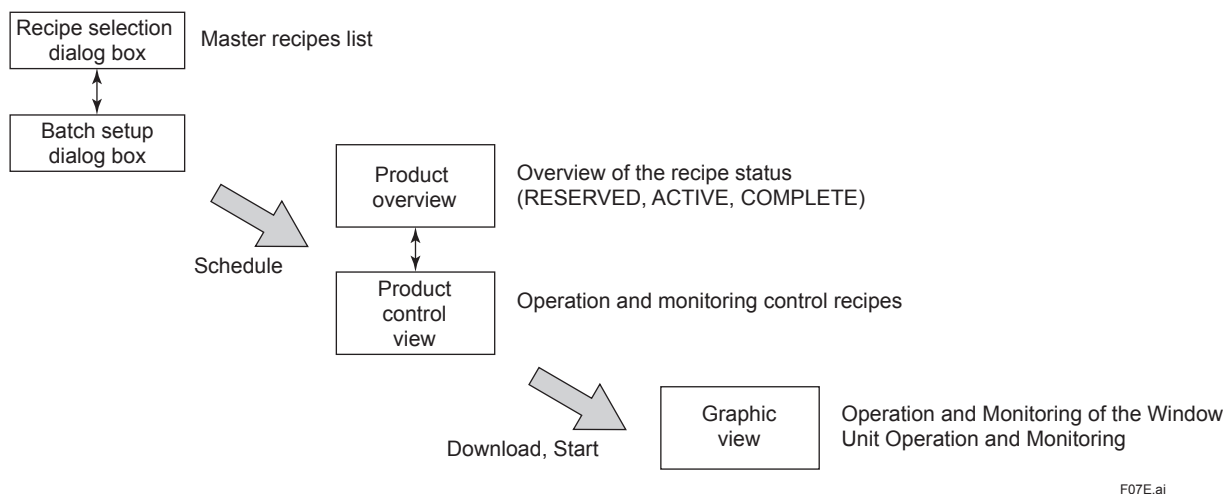 Recipe selection
dialog box
Master recipes list
Batch setup
dialog box
Product
overview
Overview of the recipe status
(RESERVED, ACTIVE, COMPLETE)
Schedule
Product
control
view
Operation and monitoring control recipes
Graphic
view
Operation and Monitoring of the Window
Unit Operation and Monitoring
Download, Start
F07E.ai